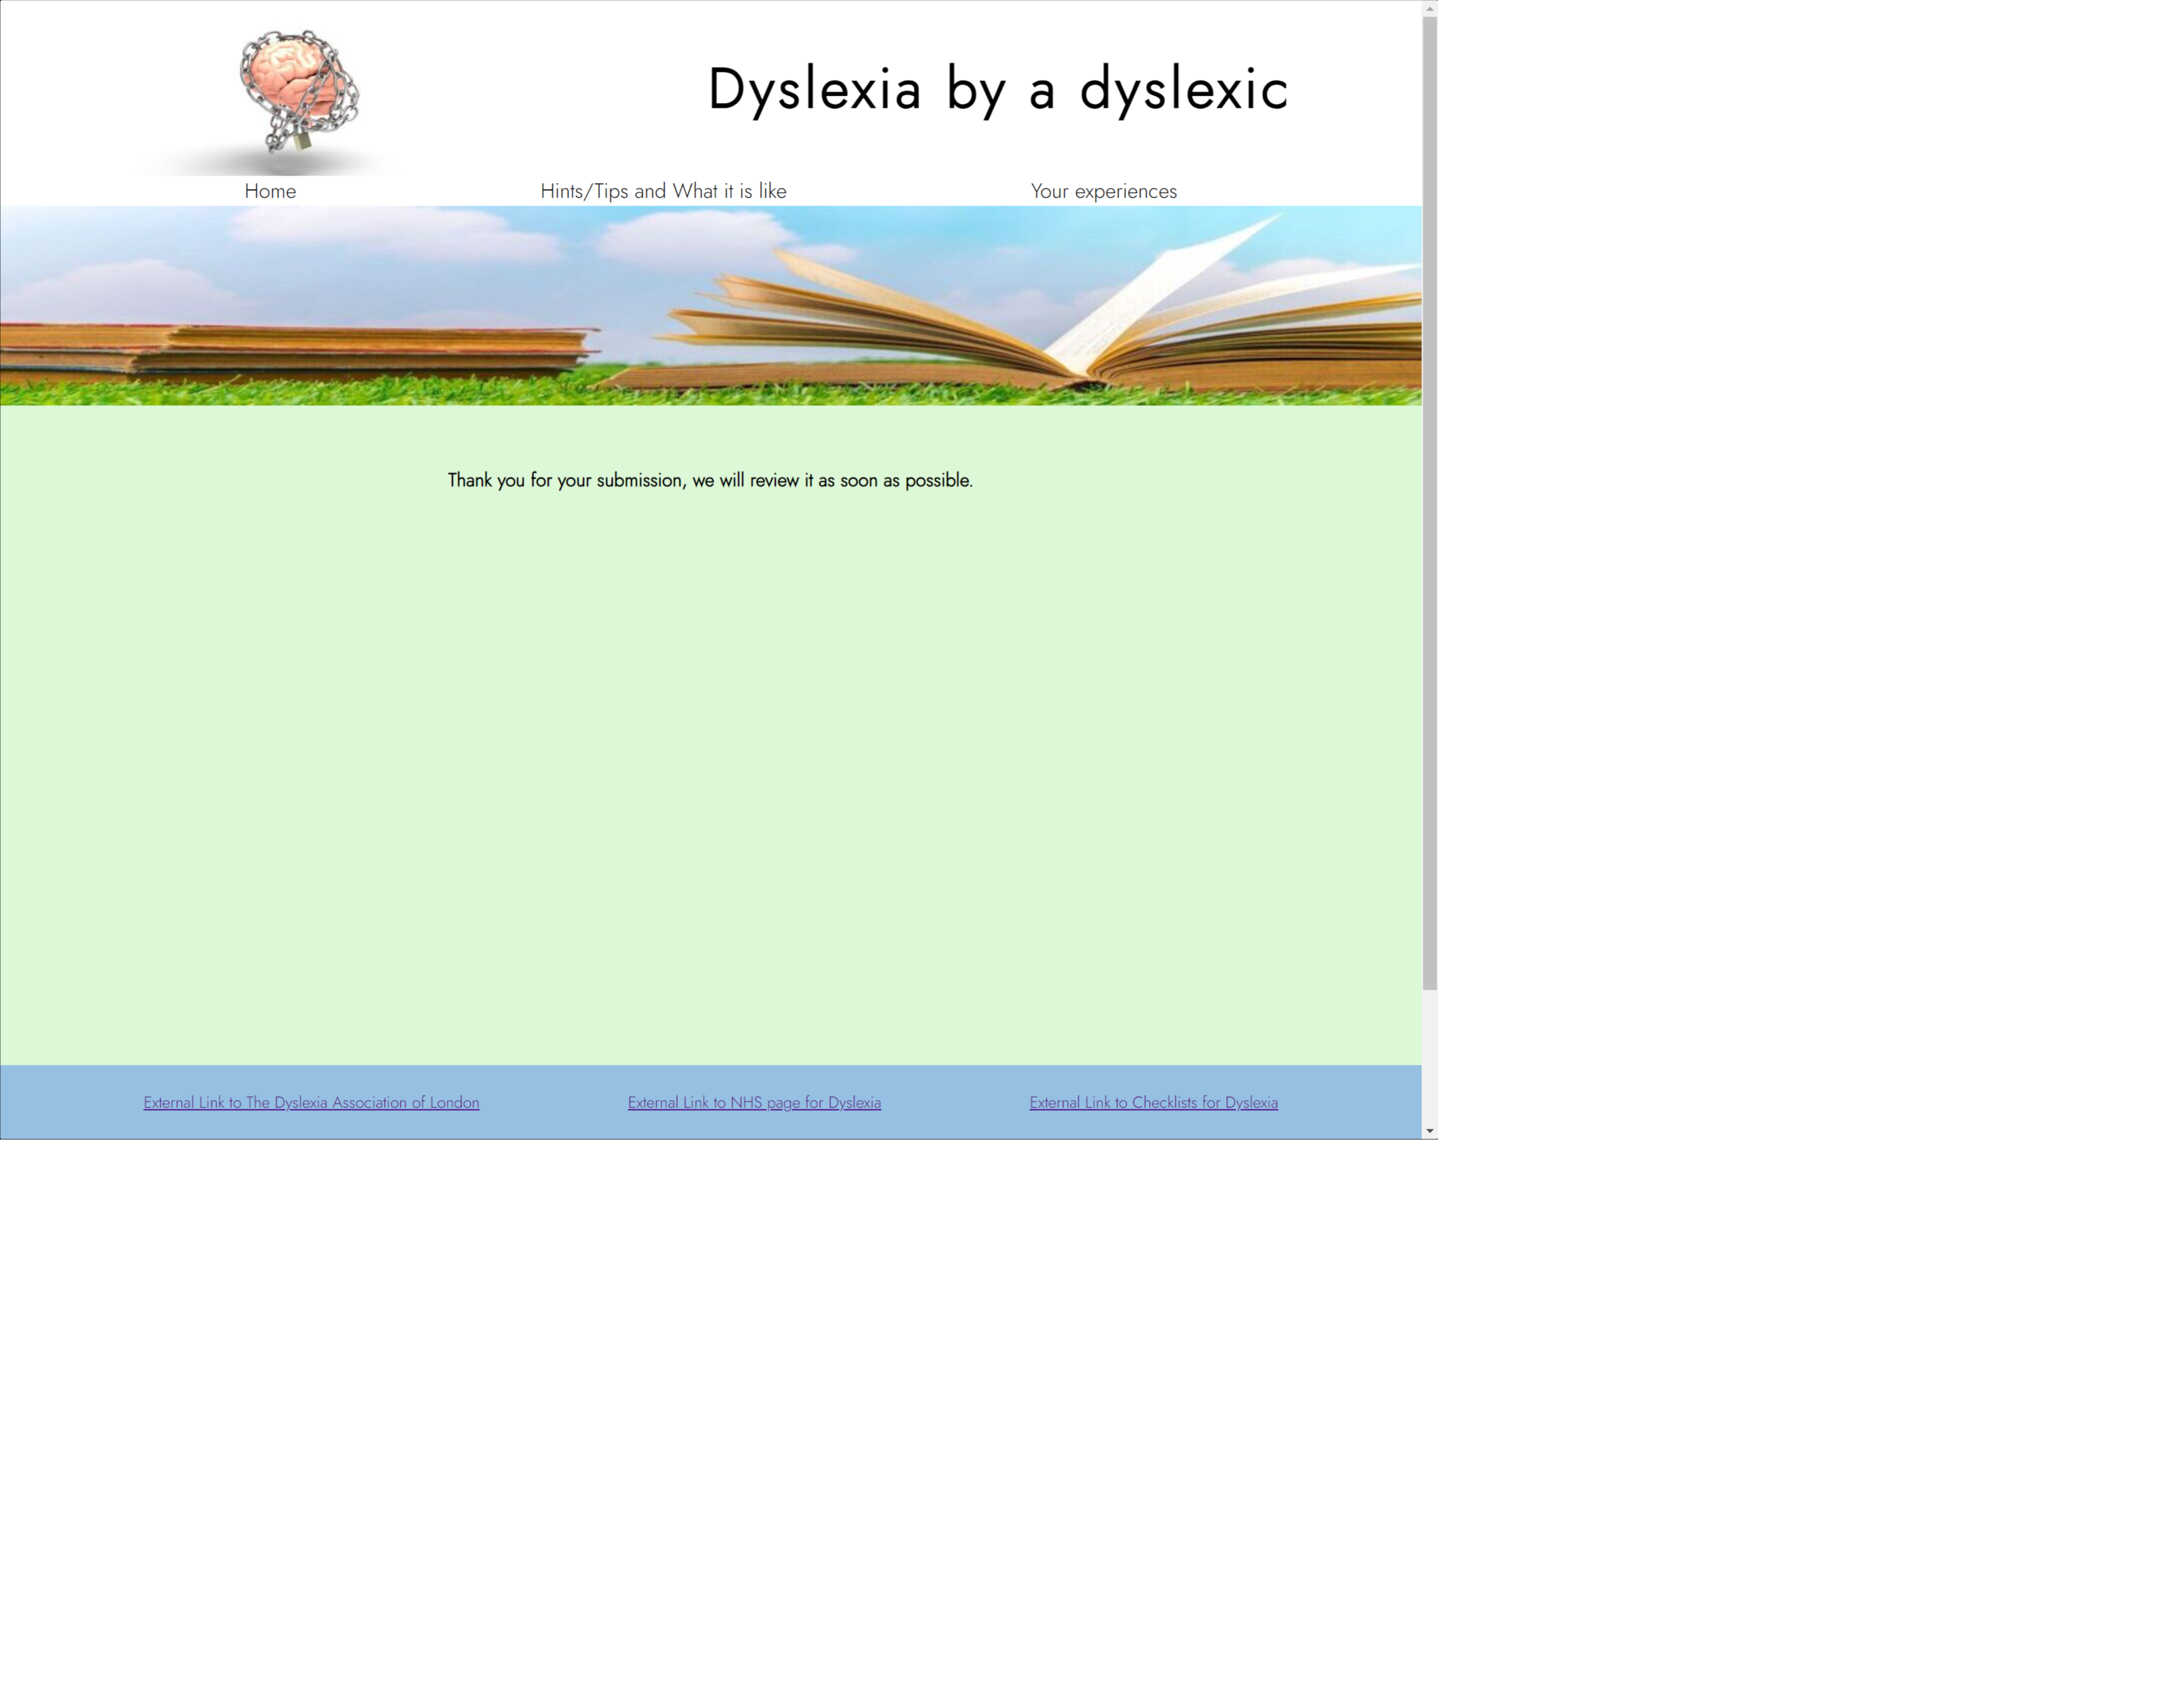 Dyslexia by a dyslexic
Home Hints/Tips and What it is like Your experiences
Thank you for your submission, we will review it as soon as possible.
External Link to The Dyslexia Association of London External Link to NHS page for Dyslexia External Link to Checklists for Dyslexia